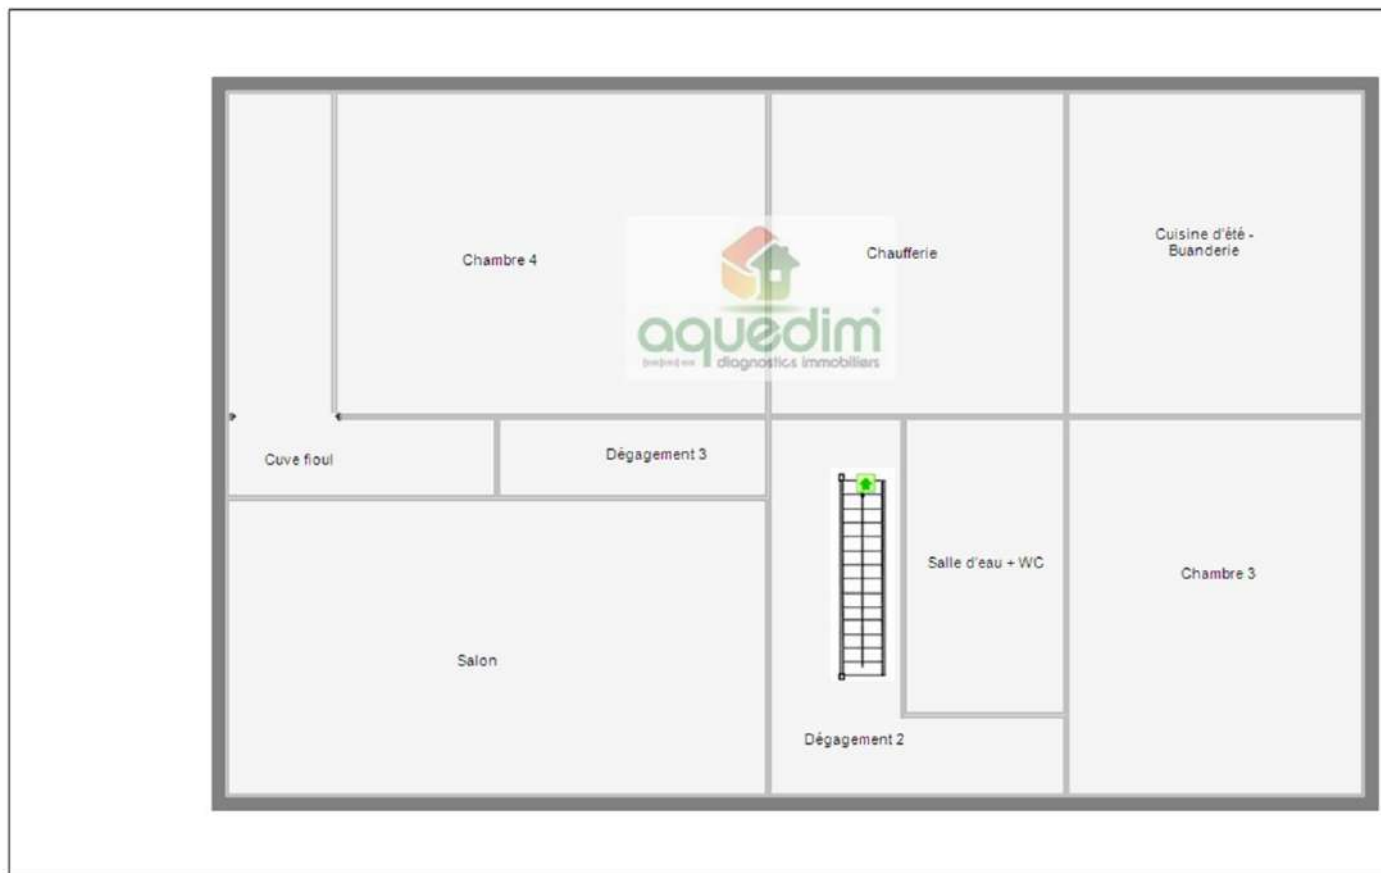 Cuisine d'été -
Buanderie
Chaufferie
Chambre 4
aquedim
diagnostics immobiliers
Dégagement 3
Cuve fioul
Salle d'eau + WC
Chambre 3
Salon
Dégagement 2